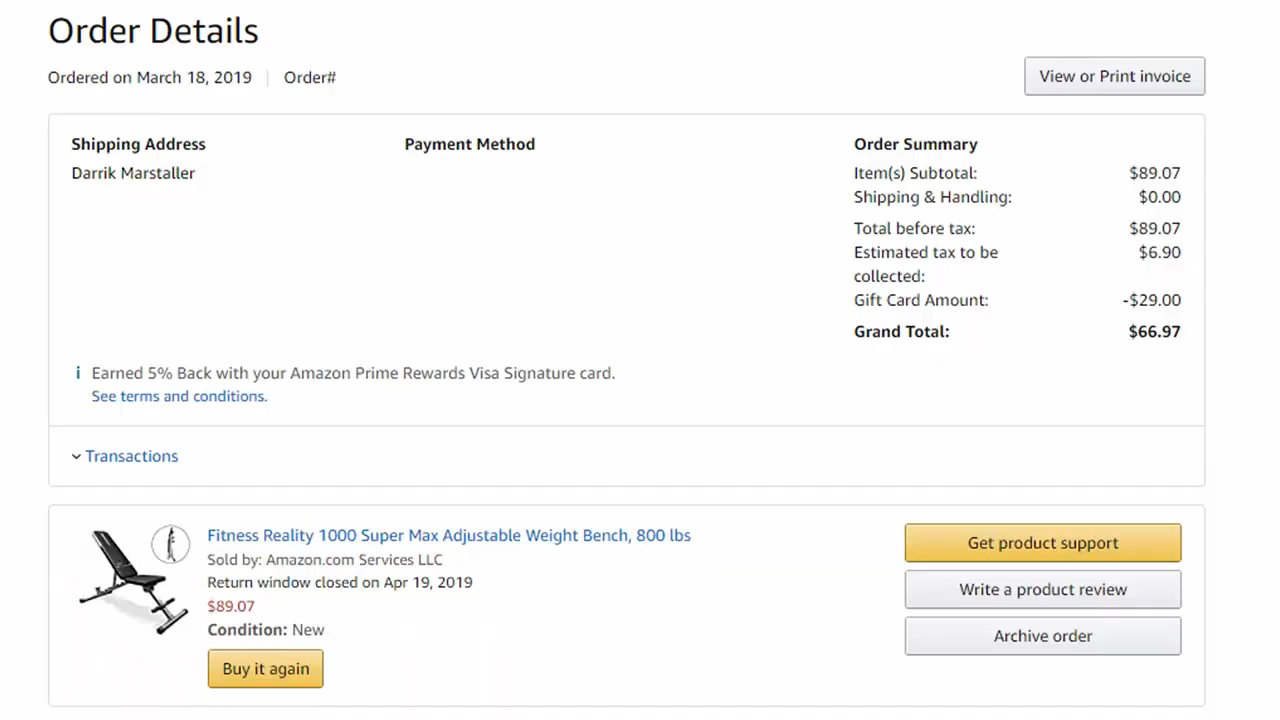 Order Details
Ordered on March 18, 2019 | Order#
View or Print invoice
Shipping Address
Darrik Marstaller
Payment Method
Order Summary
Item(s) Subtotal: $89.07
Shipping & Handling: $0.00
Total before tax: $89.07
Estimated tax to be $6.90
collected:
Gift Card Amount: -$29.00
Grand Total: $66.97
i Earned 5% Back with your Amazon Prime Rewards Visa Signature card.
See terms and conditions.
Transactions
Fitness Reality 1000 Super Max Adjustable Weight Bench, 800 lbs
Sold by: Amazon.com Services LLC
Return window closed on Apr 19, 2019
$89.07
Condition: New
Buy it again
Get product support
Write a product review
Archive order